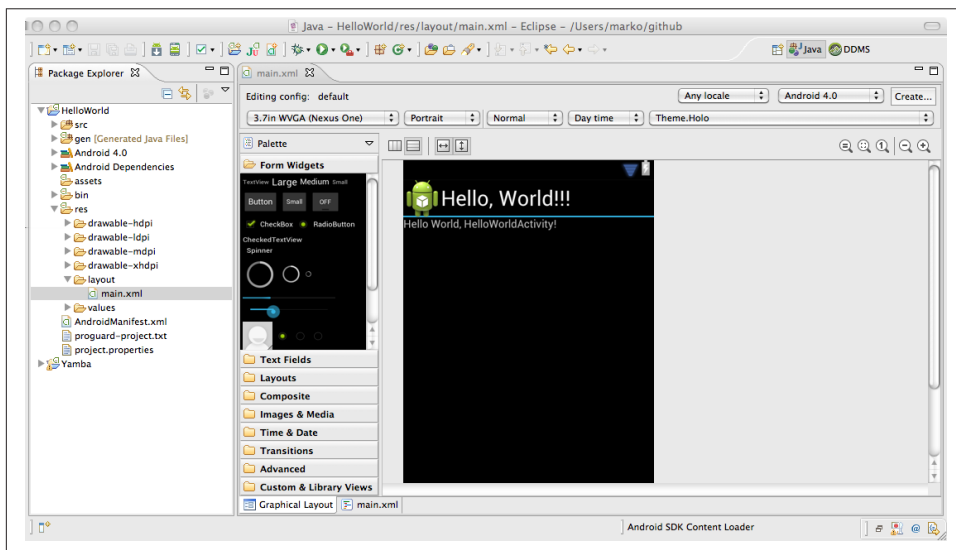 Java – HelloWorld/res/layout/main.xml – Eclipse – /Users/marko/github
Java
DDMS
Package Explorer
HelloWorld
src
gen [Generated Java Files]
Android 4.0
Android Dependencies
assets
bin
res
drawable-hdpi
drawable-ldpi
drawable-mdpi
drawable-xhdpi
layout
main.xml
values
AndroidManifest.xml
proguard-project.txt
project.properties
Yamba
main.xml
Editing config: default
Any locale
Android 4.0
Create...
3.7in WVGA (Nexus One)
Portrait
Normal
Day time
Theme.Holo
Palette
Form Widgets
TextView Large Medium Small
Button Small OFF
CheckBox RadioButton
CheckedTextView
Spinner
Text Fields
Layouts
Composite
Images & Media
Time & Date
Transitions
Advanced
Custom & Library Views
Hello, World!!!
Hello World, HelloWorldActivity!
Graphical Layout
main.xml
Android SDK Content Loader